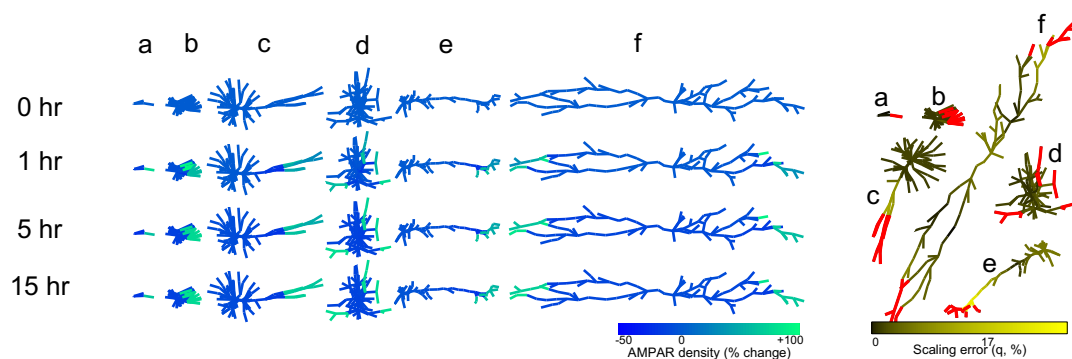 a b c d e f
0 hr
1 hr
5 hr
15 hr
-50 0 +100
AMPAR density (% change)
f
a b
d
c
e
0 17
Scaling error (q, %)